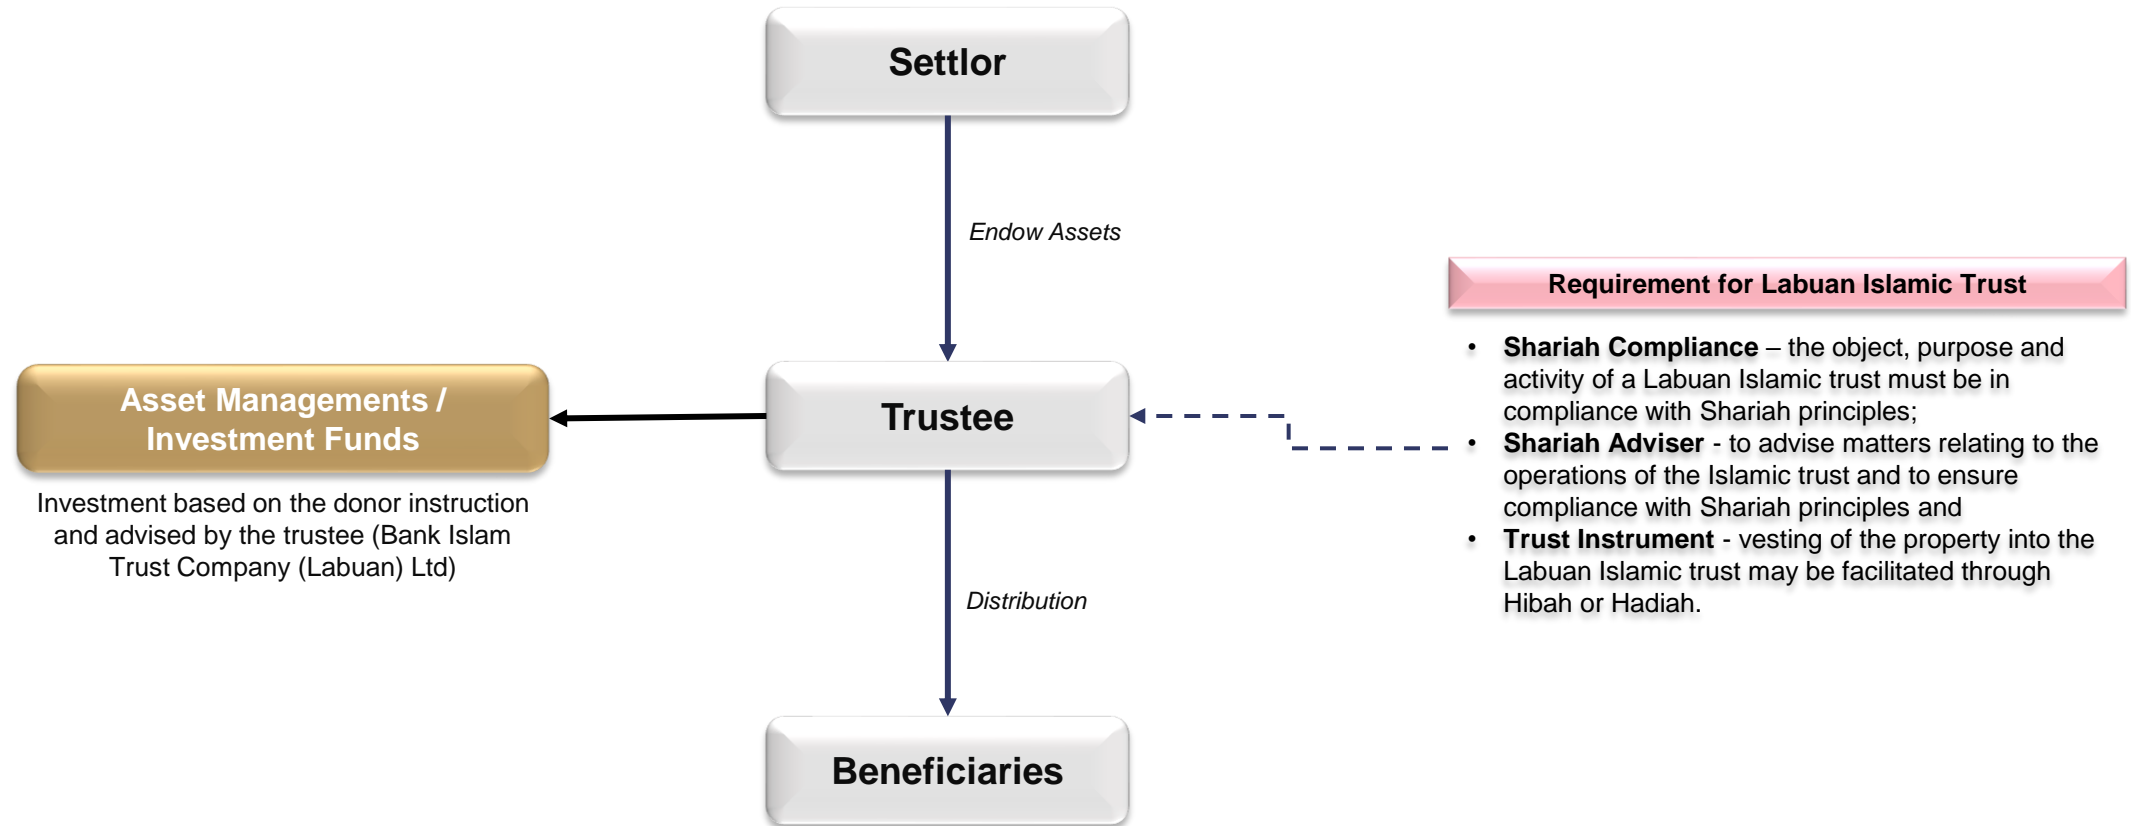 Settlor
Endow Assets
Requirement for Labuan Islamic Trust
• Shariah Compliance – the object, purpose and
activity of a Labuan Islamic trust must be in
compliance with Shariah principles;
• Shariah Adviser - to advise matters relating to the
operations of the Islamic trust and to ensure
compliance with Shariah principles and
• Trust Instrument - vesting of the property into the
Labuan Islamic trust may be facilitated through
Hibah or Hadiah.
Asset Managements /
Investment Funds
Investment based on the donor instruction
and advised by the trustee (Bank Islam
Trust Company (Labuan) Ltd)
Trustee
Distribution
Beneficiaries